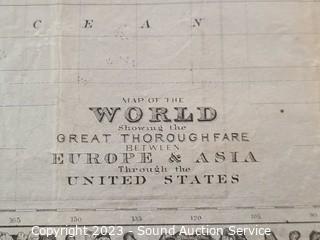 C E A N
MAP OF THE
WORLD
Showing the
GREAT THOROUGHFARE
BETWEEN
EUROPE & ASIA
Through the
UNITED STATES
165 150 135 120 105 90
Copyright 2023 - Sound Auction Service